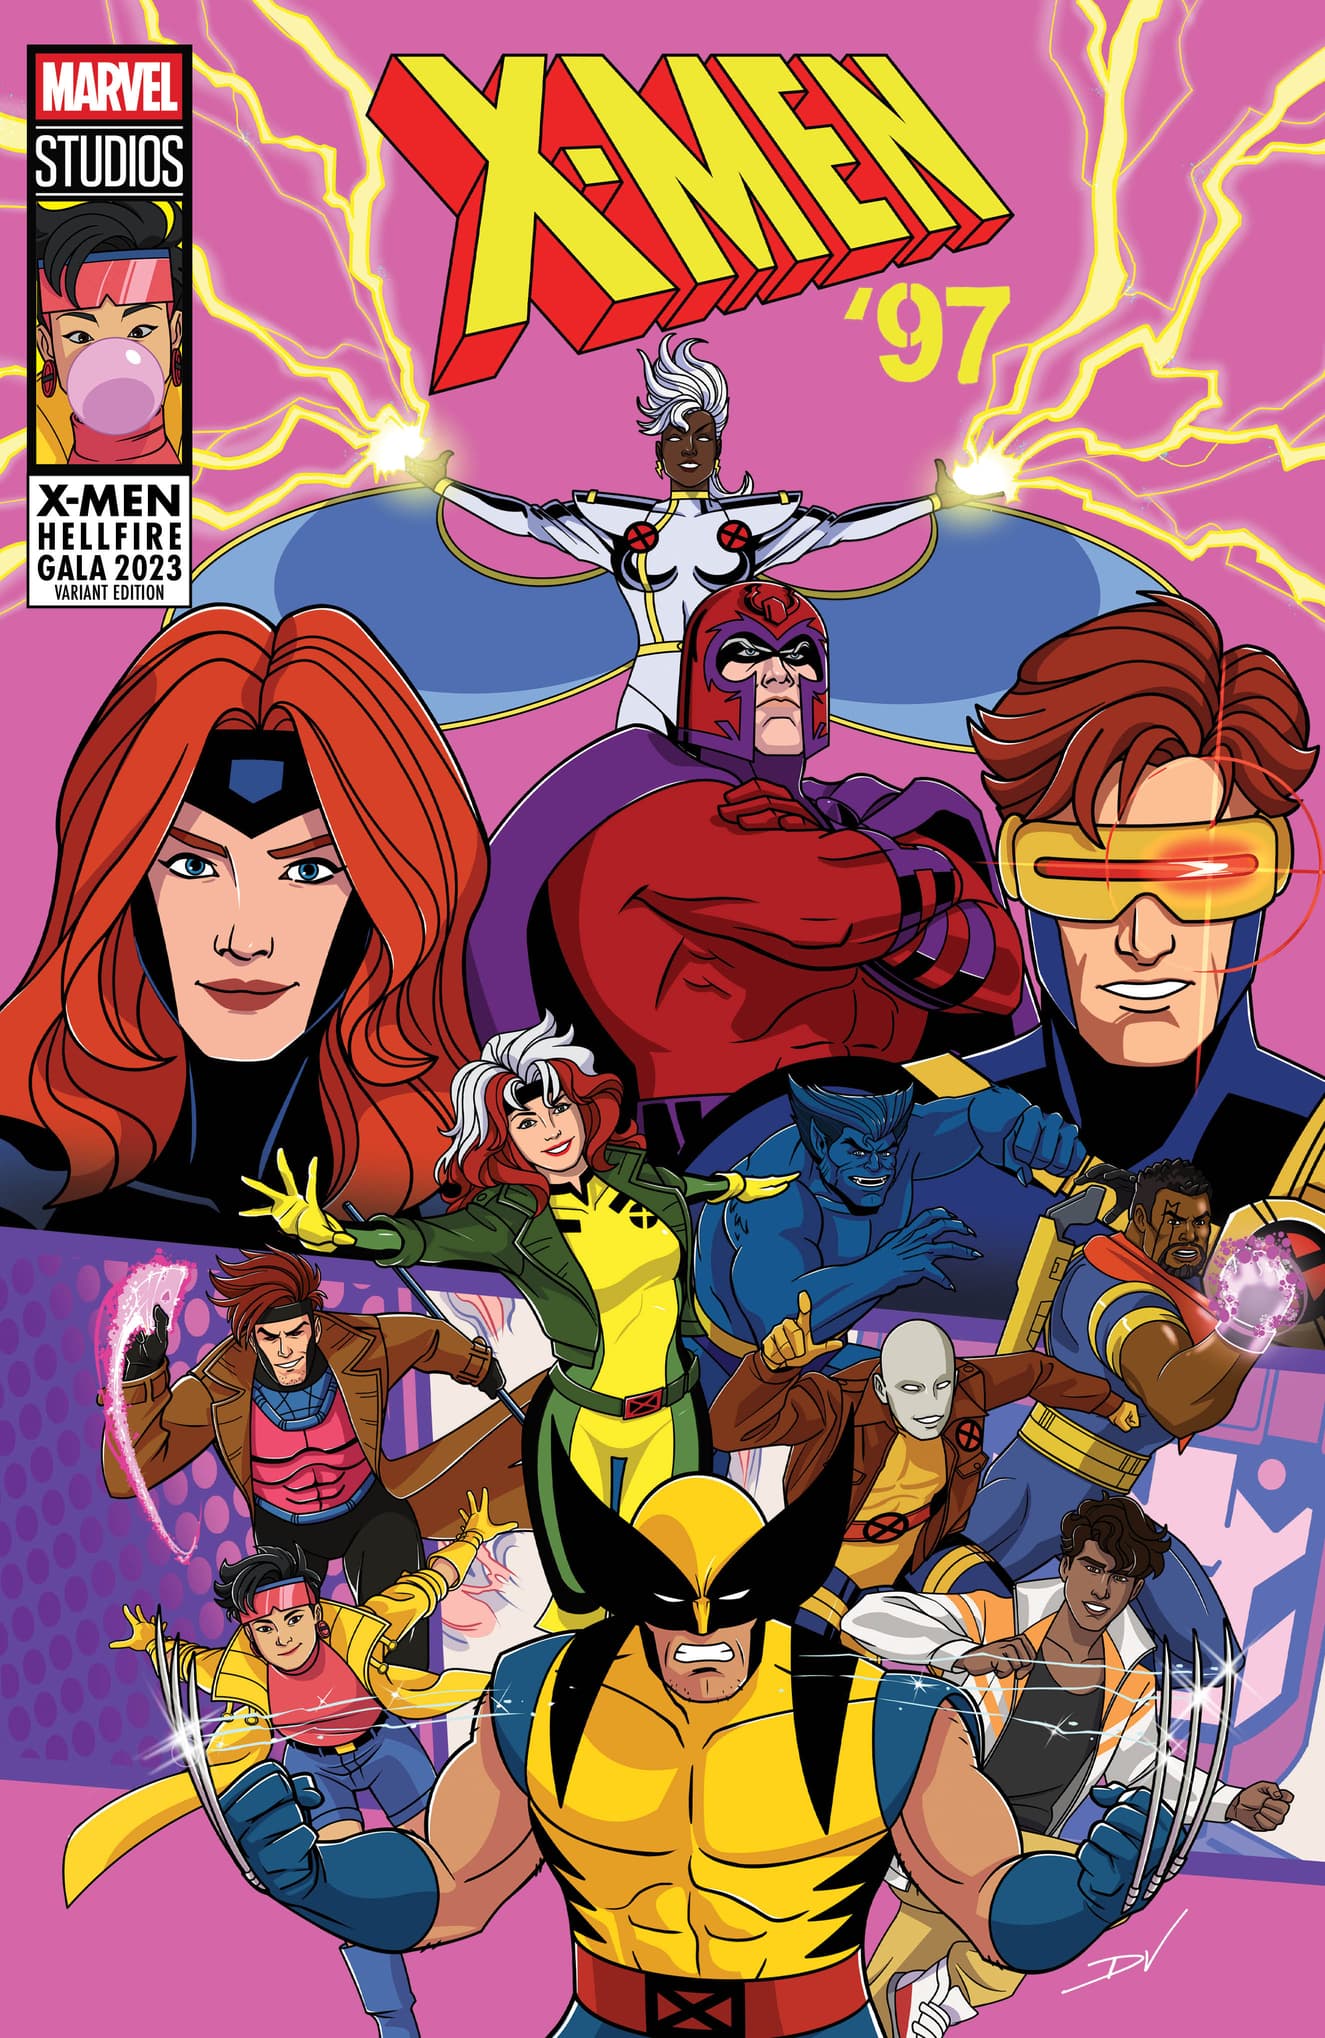 MARVEL
STUDIOS
X-MEN
'97
X-MEN
HELLFIRE
GALA 2023
VARIANT EDITION
DV